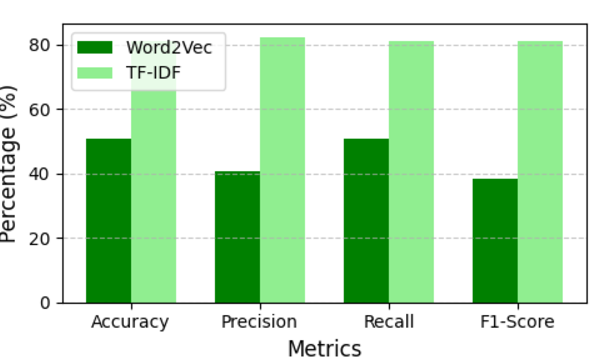 Word2Vec
TF-IDF
Percentage (%)
80
60
40
20
0
Accuracy Precision Recall F1-Score
Metrics